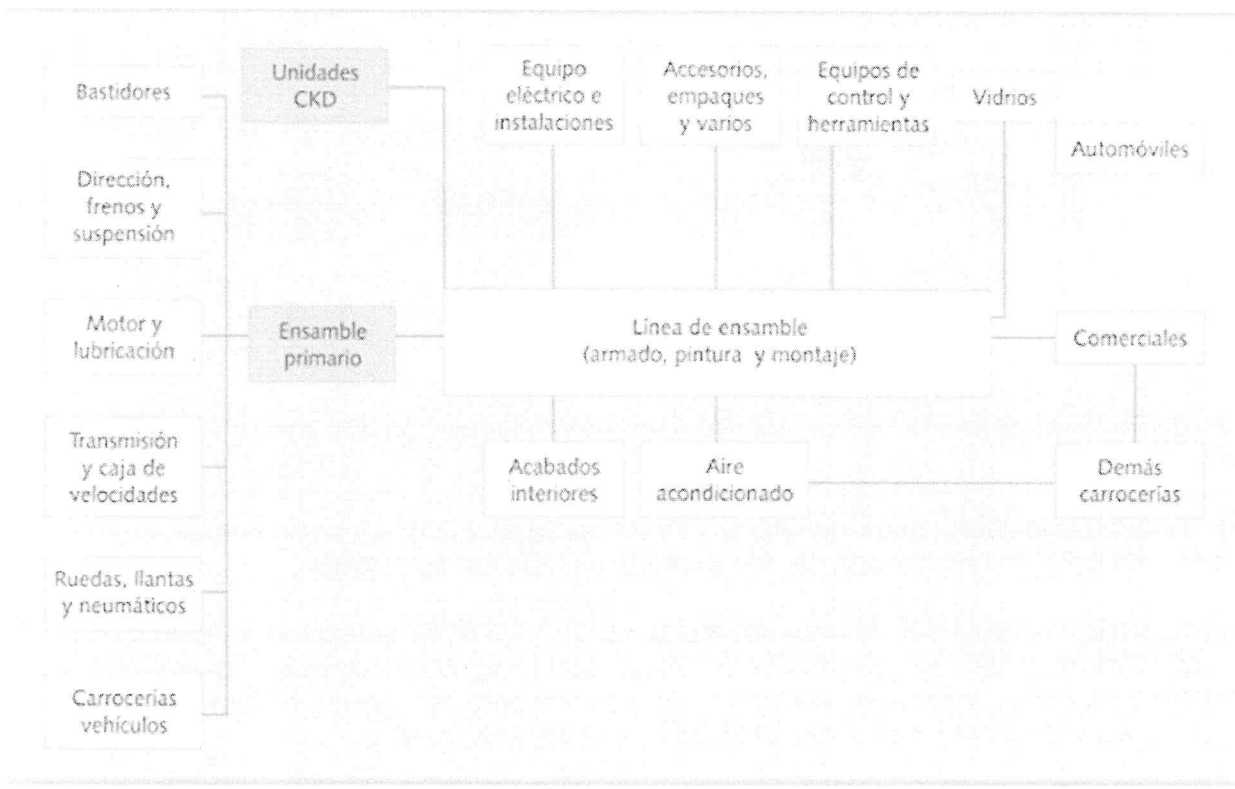 Bastidores
Unidades
CKD
Equipo
eléctrico e
instalaciones
Accesorios,
empaques
y varios
Equipos de
control y
herramientas
Vidrios
Automóviles
Dirección,
frenos y
suspensión
Motor y
lubricación
Ensamble
primario
Línea de ensamble
(armado, pintura y montaje)
Comerciales
Transmisión
y caja de
velocidades
Acabados
interiores
Aire
acondicionado
Demás
carrocerías
Ruedas, llantas
y neumáticos
Carrocerias
vehículos